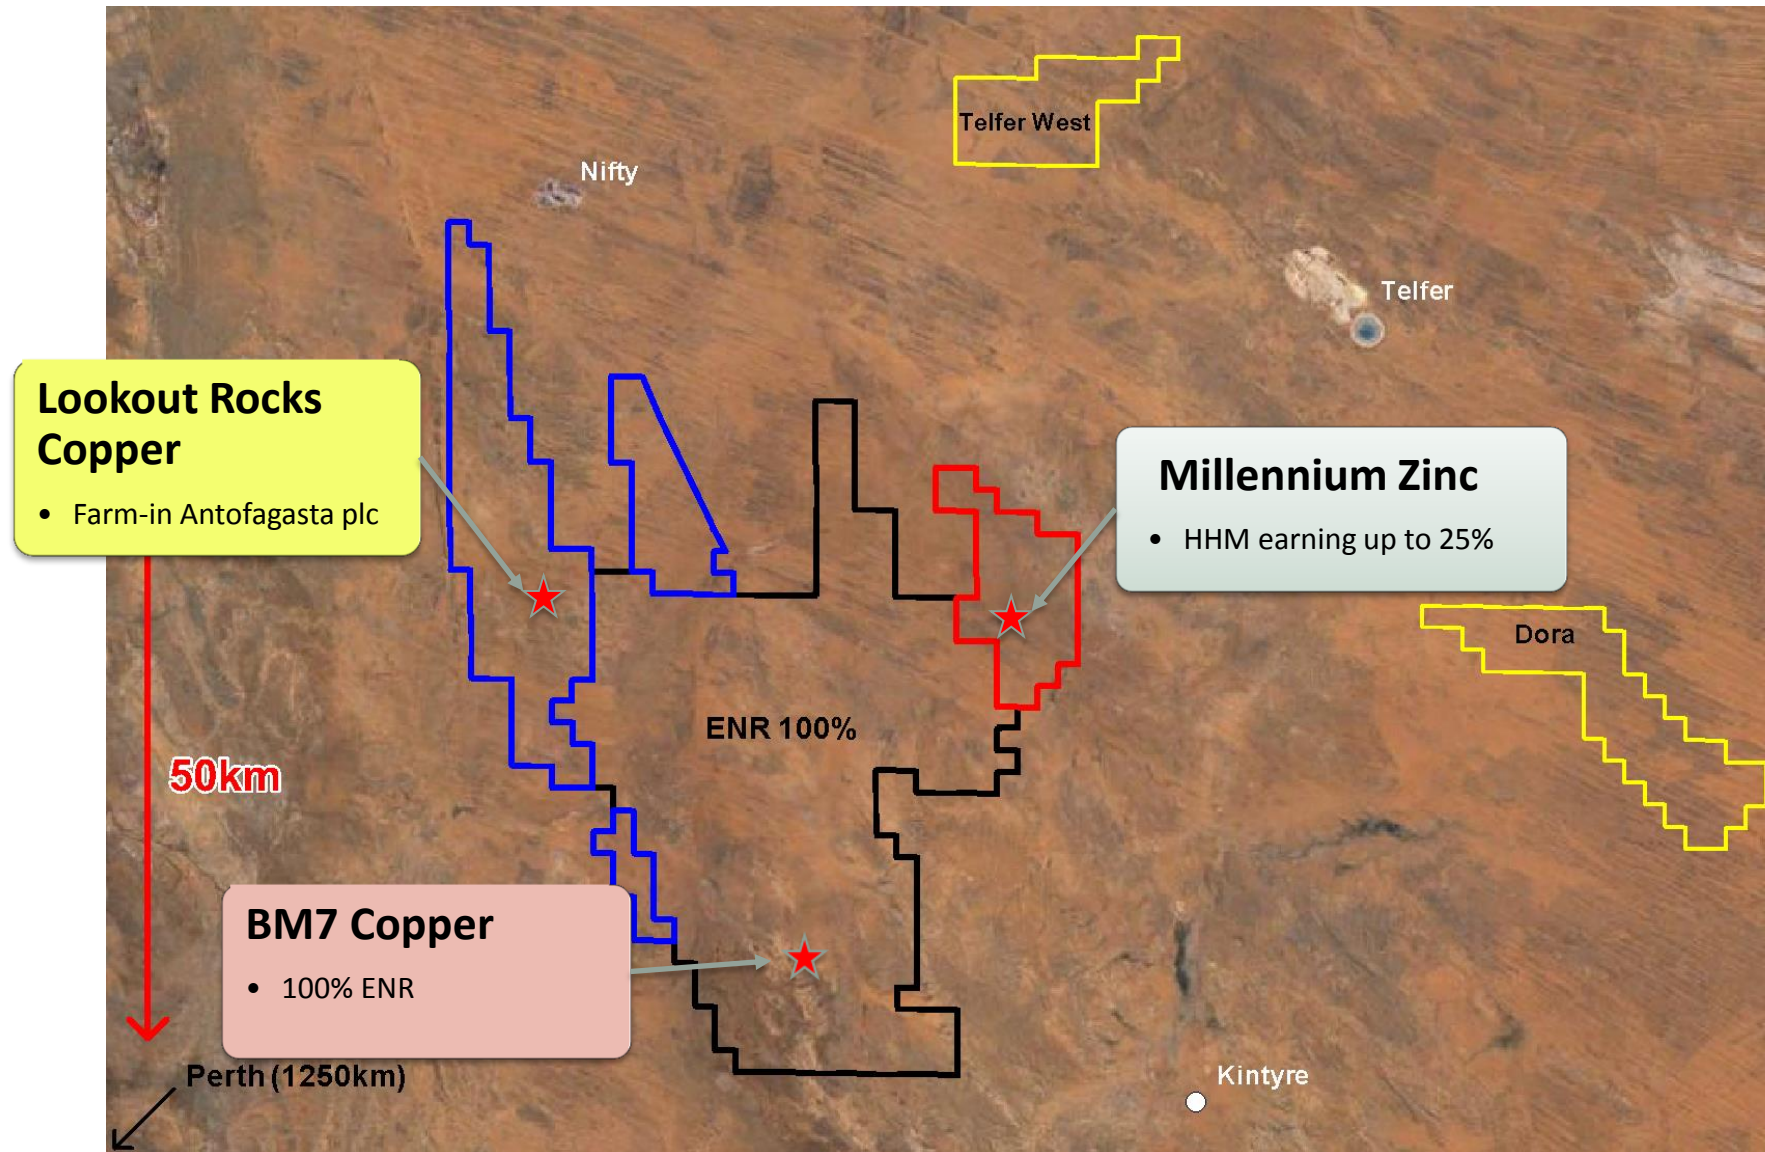 Telfer West
Nifty
Telfer
Lookout Rocks
Copper
• Farm-in Antofagasta plc
Millennium Zinc
• HHM earning up to 25%
Dora
ENR 100%
50km
BM7 Copper
• 100% ENR
Perth (1250km)
Kintyre